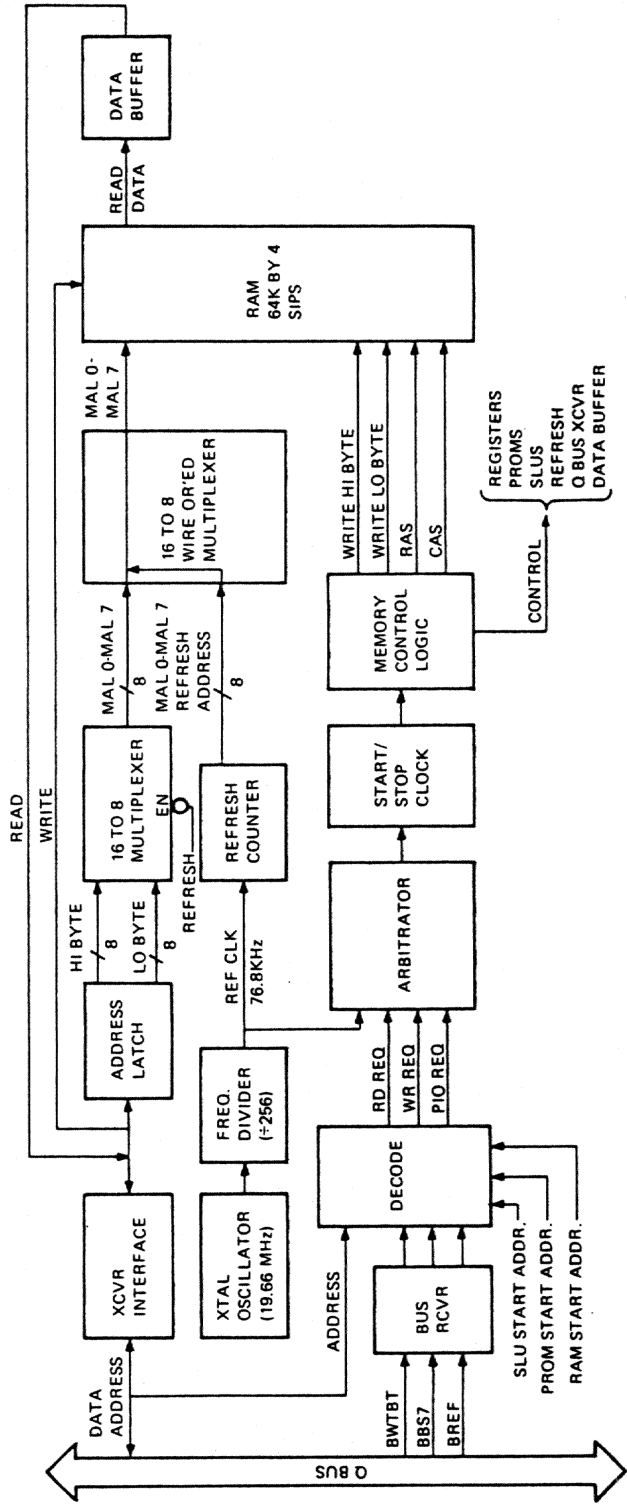 READ
WRITE
DATA
ADDRESS
XCVR
INTERFACE
ADDRESS
LATCH
HI BYTE
8
LO BYTE
8
16 TO 8
MULTIPLEXER
EN
REFRESH
MAL 0-MAL 7
8
MAL 0-MAL 7
REFRESH
ADDRESS
8
16 TO 8
WIRE OR'ED
MULTIPLEXER
MAL 0-
MAL 7
RAM
64K BY 4
SIPS
READ
DATA
DATA
BUFFER
XTAL
OSCILLATOR
(19.66 MHz)
FREQ.
DIVIDER
(÷256)
REF CLK
76.8KHz
REFRESH
COUNTER
Q BUS
ADDRESS
BWTBT
BBS7
BREF
BUS
RCVR
DECODE
SLU START ADDR.
PROM START ADDR.
RAM START ADDR.
RD REQ
WR REQ
PIO REQ
ARBITRATOR
START/
STOP
CLOCK
MEMORY
CONTROL
LOGIC
WRITE HI BYTE
WRITE LO BYTE
RAS
CAS
CONTROL
REGISTERS
PROMS
SLUS
REFRESH
Q BUS XCVR
DATA BUFFER